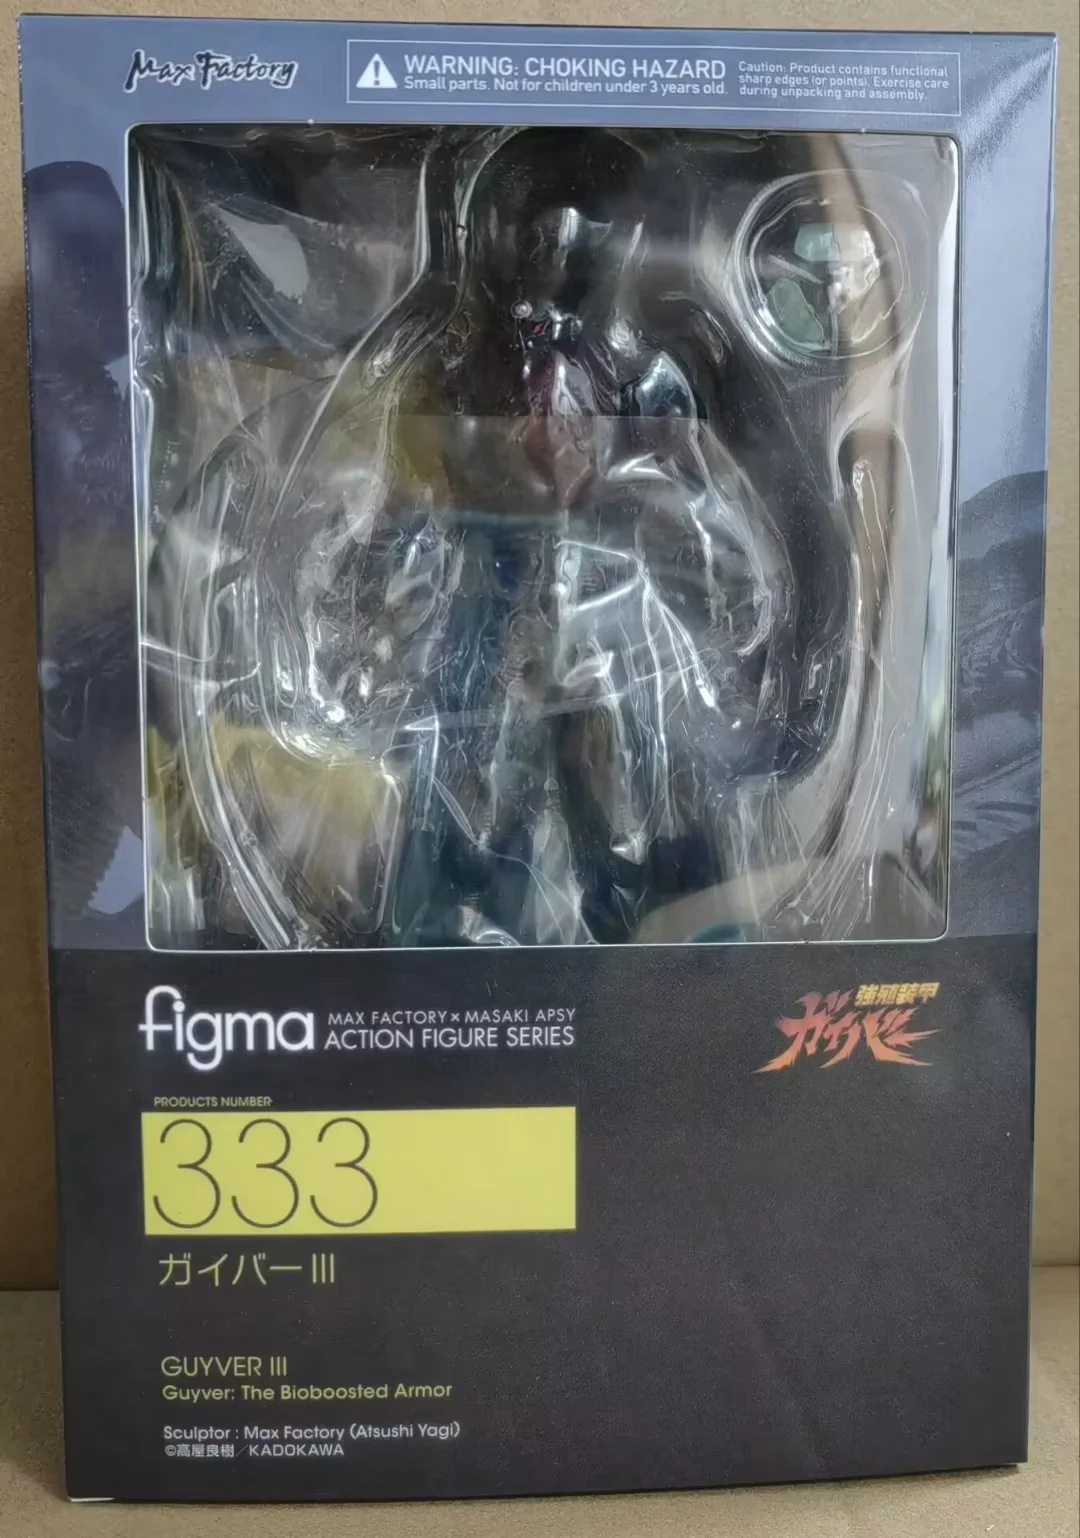 Max Factory
WARNING: CHOKING HAZARD
Small parts. Not for children under 3 years old.
Caution: Product contains functional
sharp edges (or points). Exercise care
during unpacking and assembly.
figma
MAX FACTORY × MASAKI APSY
ACTION FIGURE SERIES
強殖装甲
ガイバー
PRODUCTS NUMBER
333
ガイバーIII
GUYVER III
Guyver: The Bioboosted Armor
Sculptor : Max Factory (Atsushi Yagi)
©高屋良樹／KADOKAWA